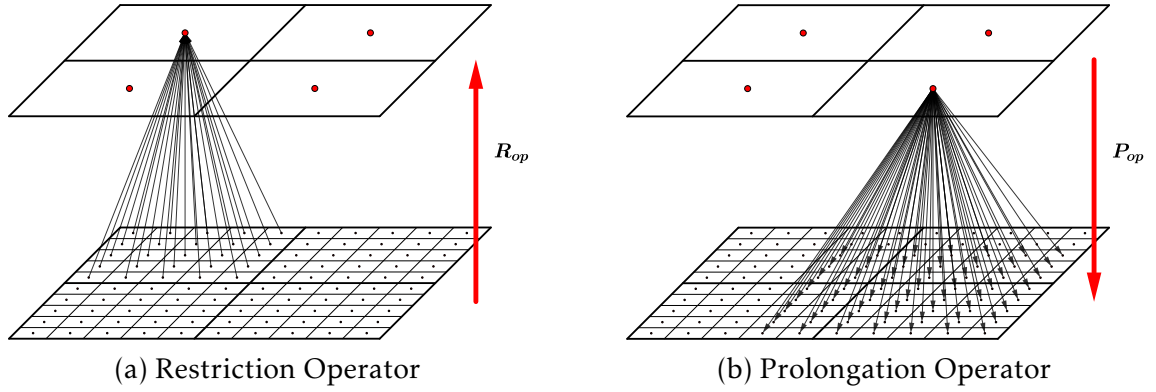 R_op
P_op
(a) Restriction Operator
(b) Prolongation Operator